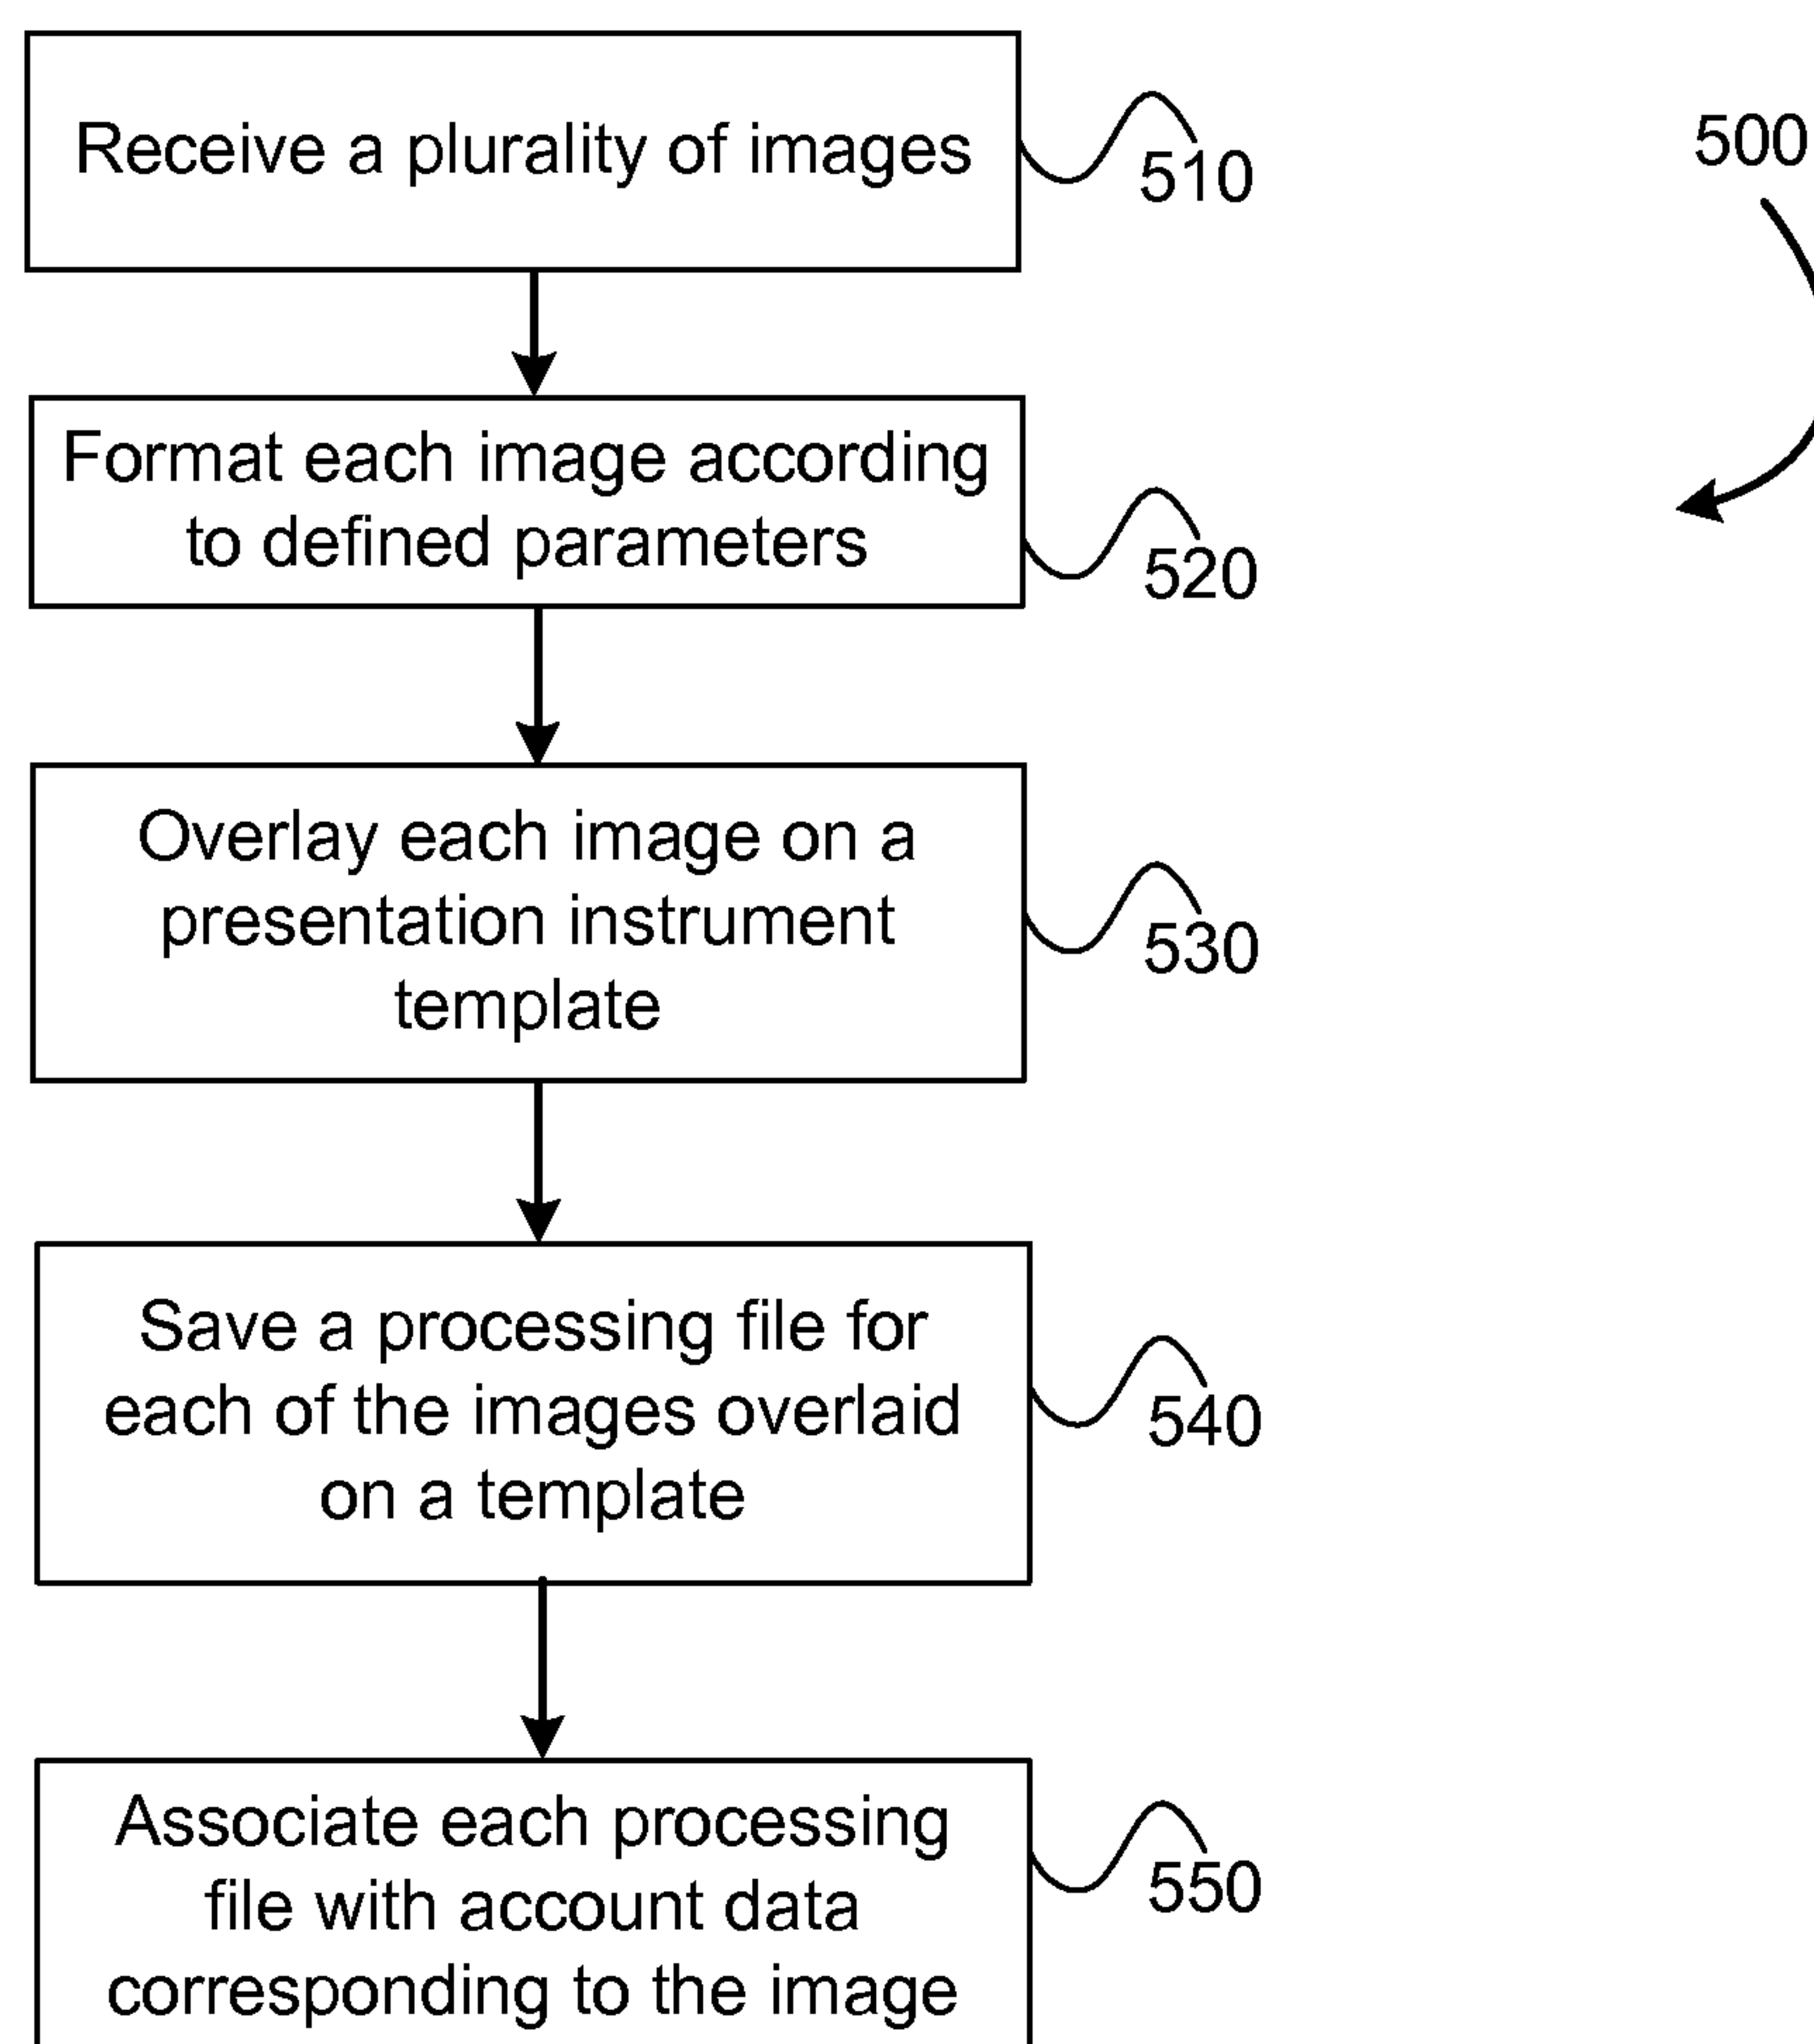 Receive a plurality of images
510
500
Format each image according
to defined parameters
520
Overlay each image on a
presentation instrument
template
530
Save a processing file for
each of the images overlaid
on a template
540
Associate each processing
file with account data
corresponding to the image
550